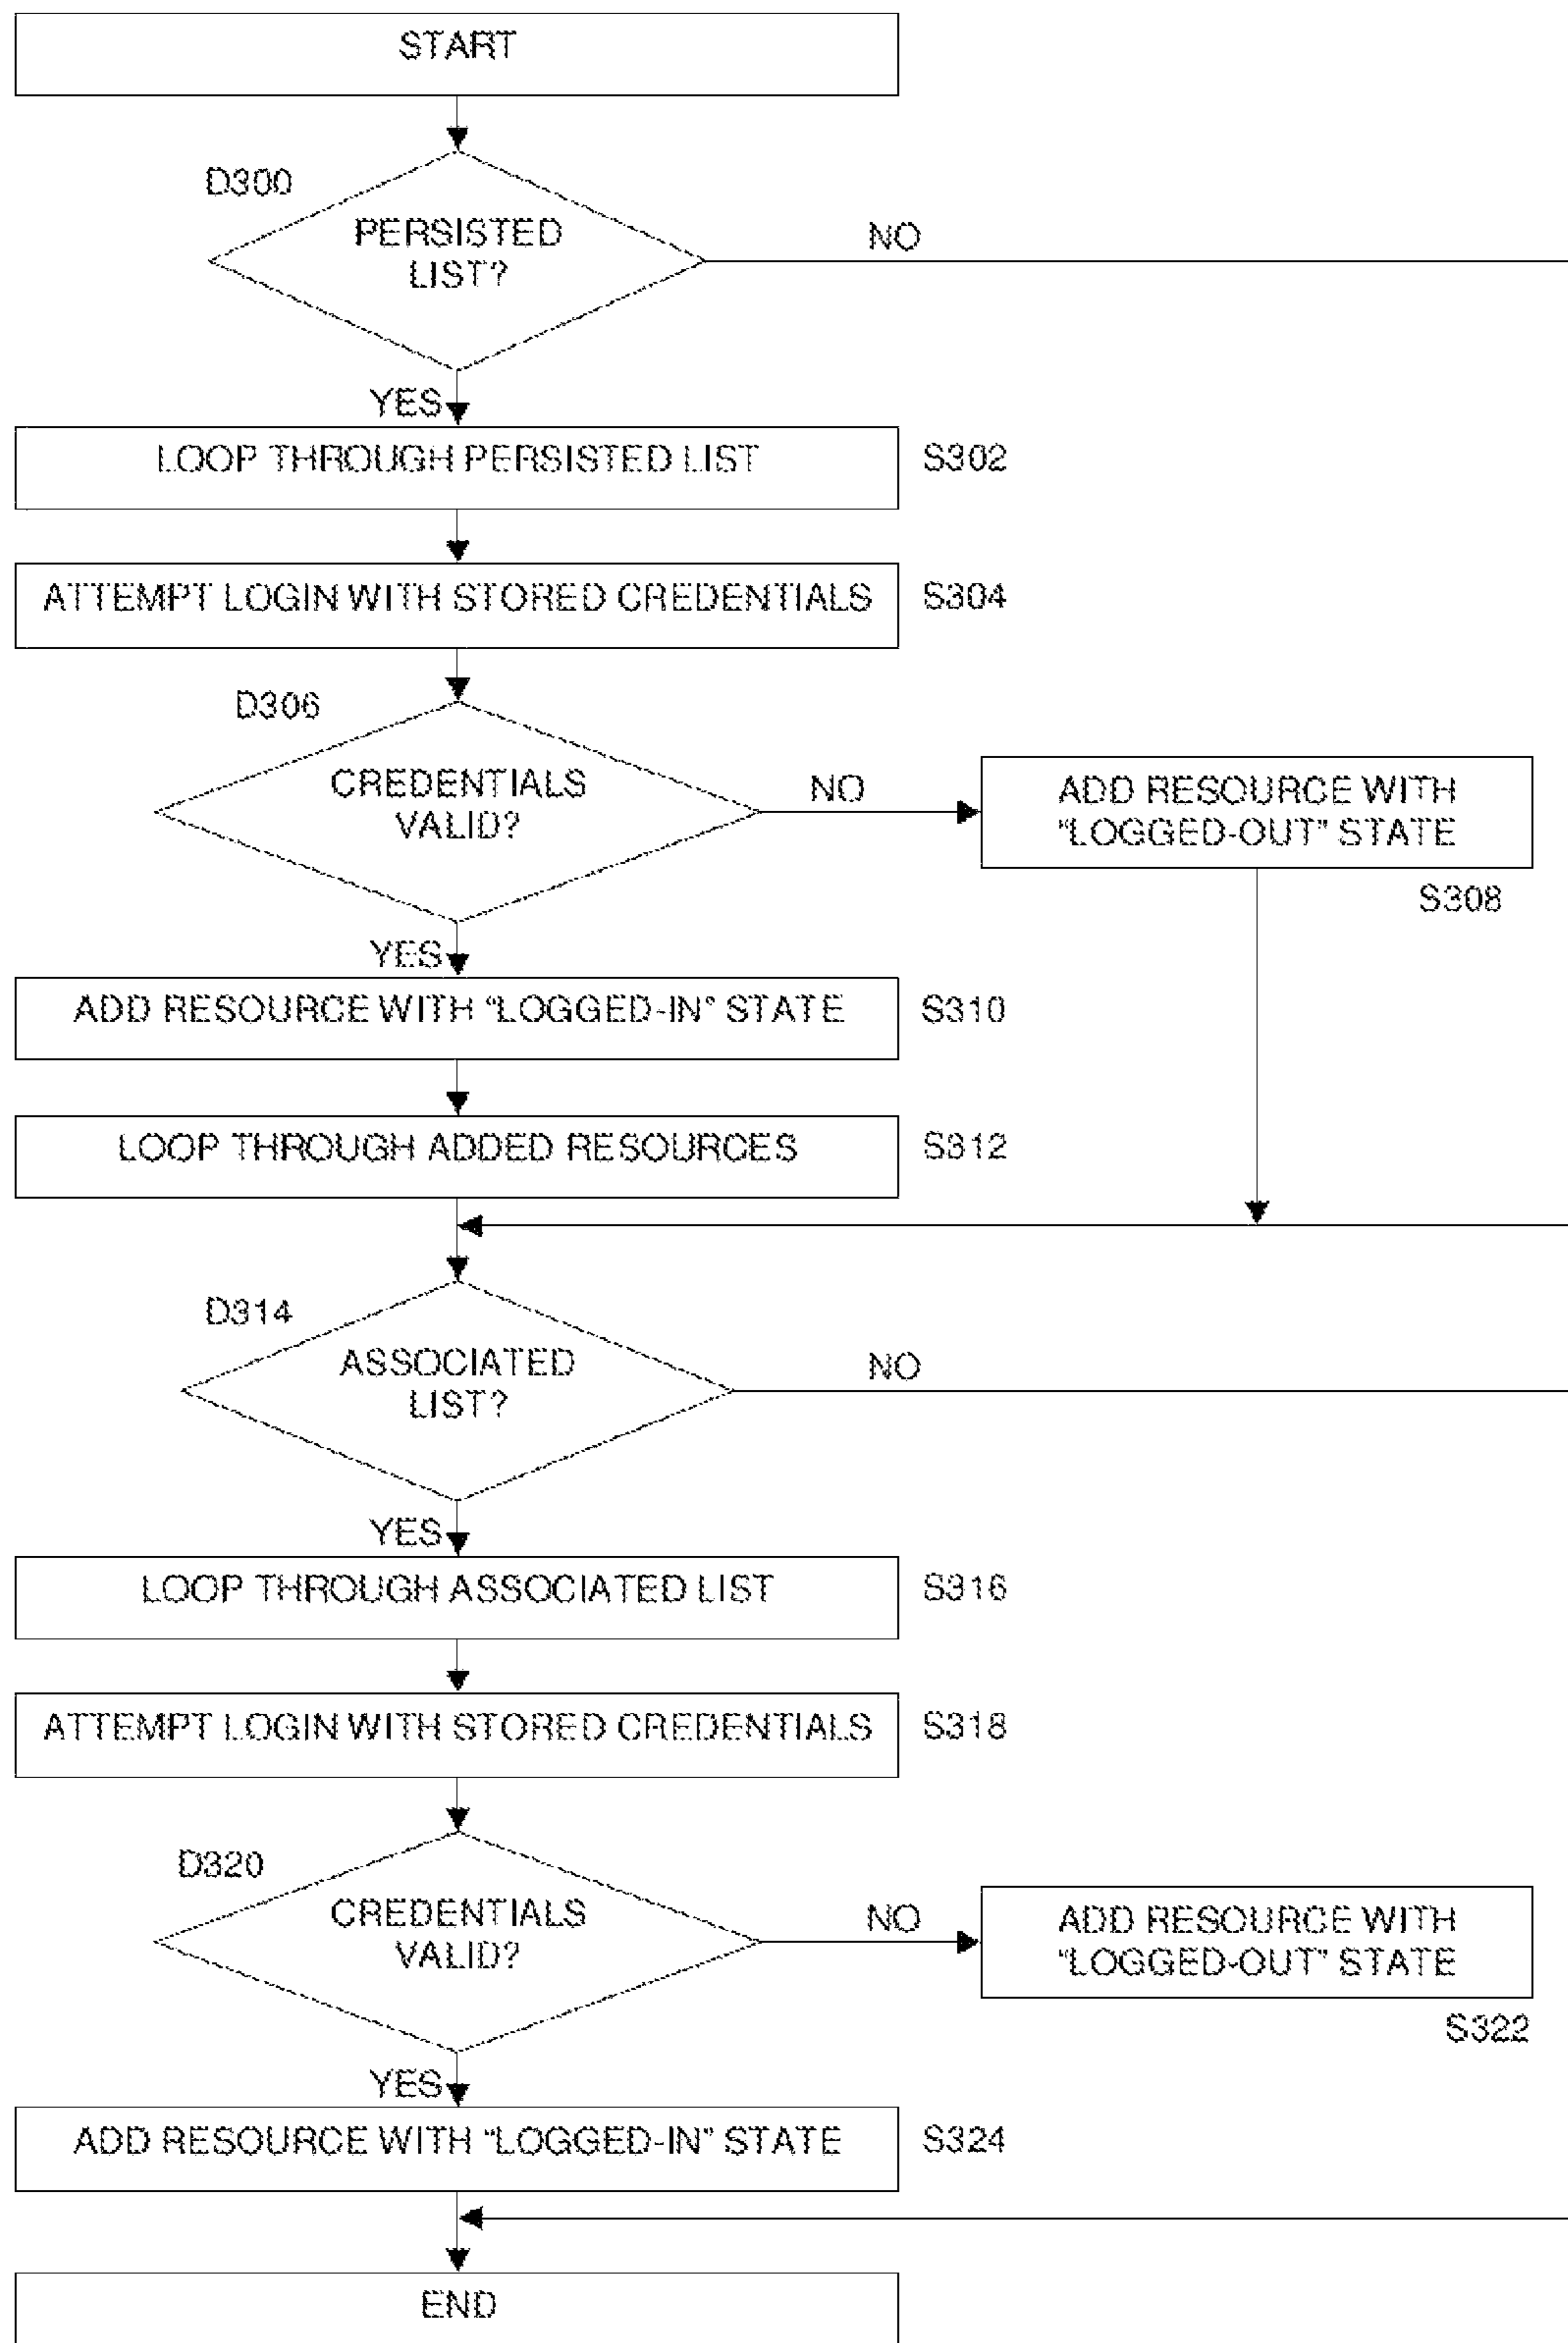 START
D300
PERSISTED
LIST?
NO
YES
LOOP THROUGH PERSISTED LIST
S302
ATTEMPT LOGIN WITH STORED CREDENTIALS
S304
D306
CREDENTIALS
VALID?
NO
ADD RESOURCE WITH
"LOGGED-OUT" STATE
S308
YES
ADD RESOURCE WITH "LOGGED-IN" STATE
S310
LOOP THROUGH ADDED RESOURCES
S312
D314
ASSOCIATED
LIST?
NO
YES
LOOP THROUGH ASSOCIATED LIST
S316
ATTEMPT LOGIN WITH STORED CREDENTIALS
S318
D320
CREDENTIALS
VALID?
NO
ADD RESOURCE WITH
"LOGGED-OUT" STATE
S322
YES
ADD RESOURCE WITH "LOGGED-IN" STATE
S324
END